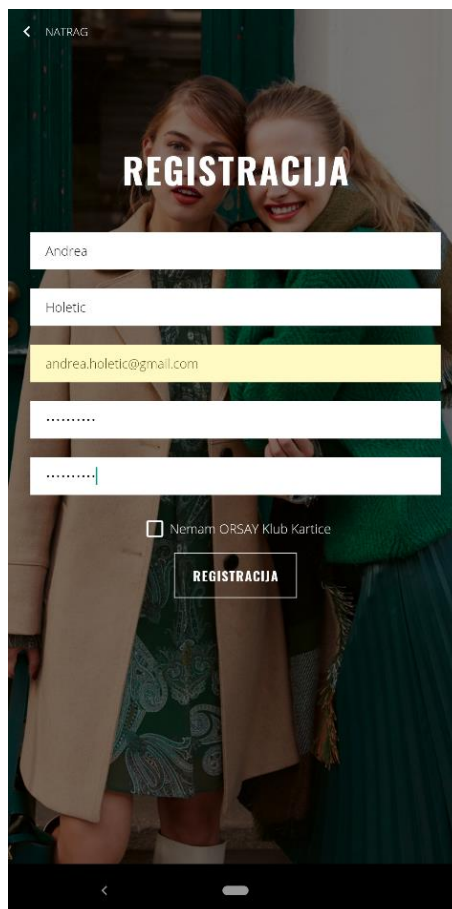 NATRAG
REGISTRACIJA
Andrea
Holetic
andrea.holetic@gmail.com
··········
··········
Nemam ORSAY Klub Kartice
REGISTRACIJA